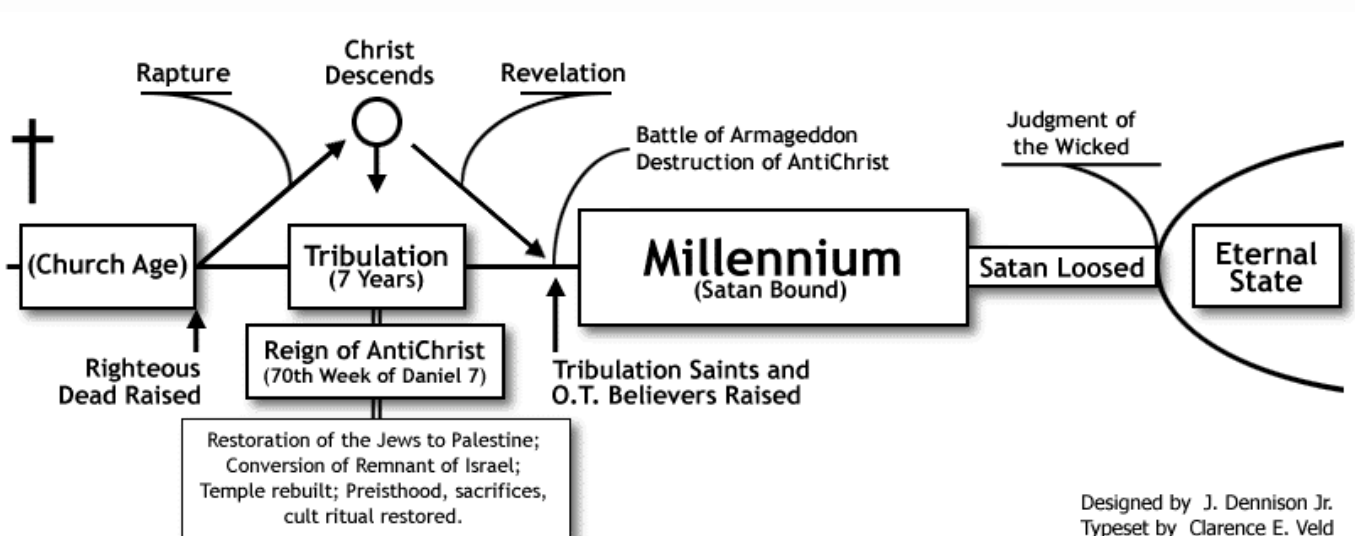 Rapture
Christ
Descends
Revelation
Battle of Armageddon
Destruction of AntiChrist
Judgment of
the Wicked
(Church Age)
Tribulation
(7 Years)
Millennium
(Satan Bound)
Satan Loosed
Eternal
State
Righteous
Dead Raised
Reign of AntiChrist
(70th Week of Daniel 7)
Tribulation Saints and
O.T. Believers Raised
Restoration of the Jews to Palestine;
Conversion of Remnant of Israel;
Temple rebuilt; Preisthood, sacrifices,
cult ritual restored.
Designed by J. Dennison Jr.
Typeset by Clarence E. Veld